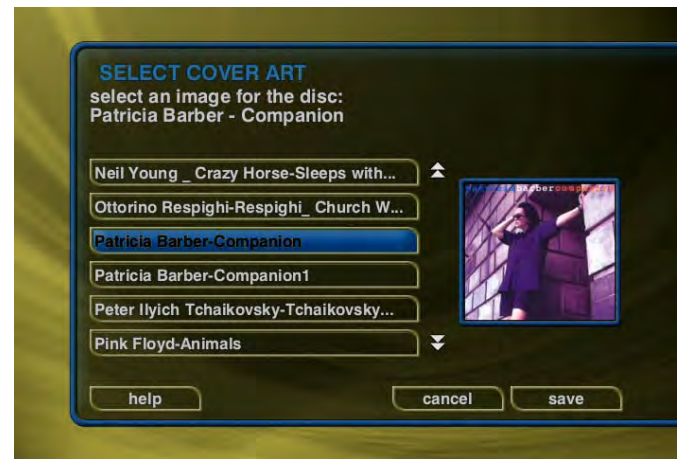 SELECT COVER ART
select an image for the disc:
Patricia Barber - Companion
Neil Young _ Crazy Horse-Sleeps with...
Ottorino Respighi-Respighi_ Church W...
patriciabarbercompanion
Patricia Barber-Companion
Patricia Barber-Companion1
Peter Ilyich Tchaikovsky-Tchaikovsky...
Pink Floyd-Animals
help
cancel
save